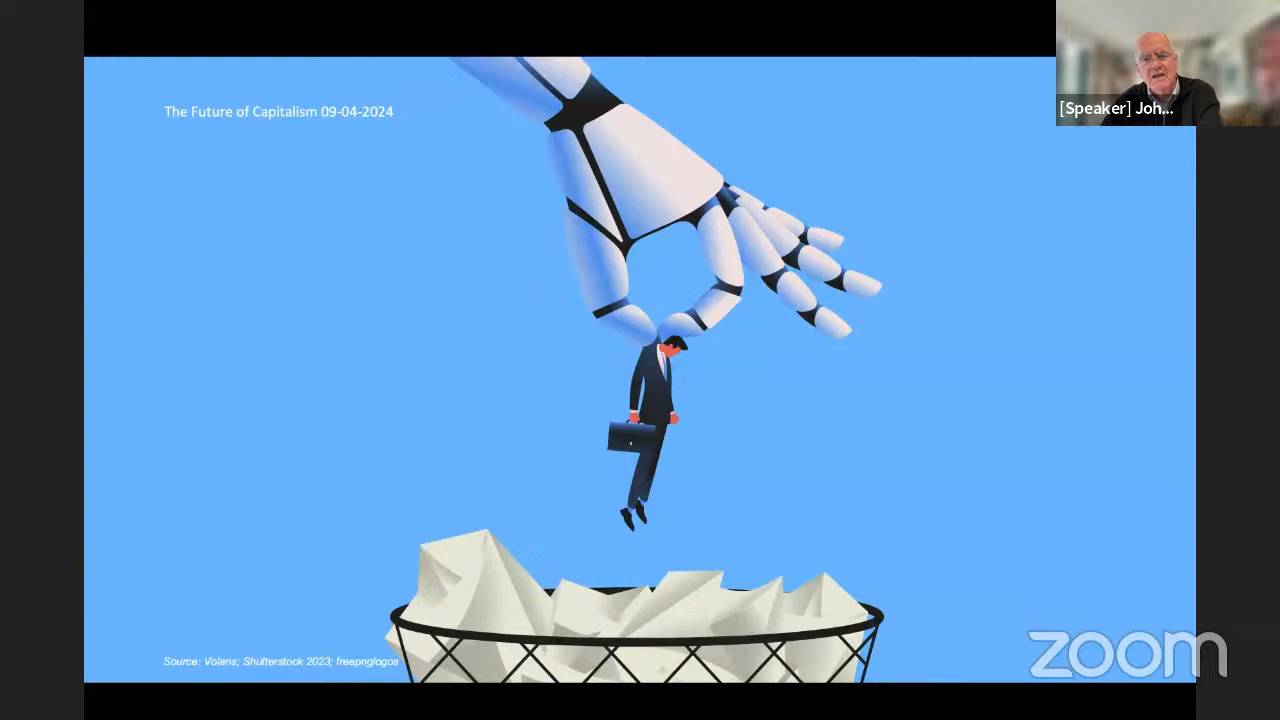 The Future of Capitalism 09-04-2024
[Speaker] Joh...
Source: Volans; Shutterstock 2023; freepnglogos
zoom